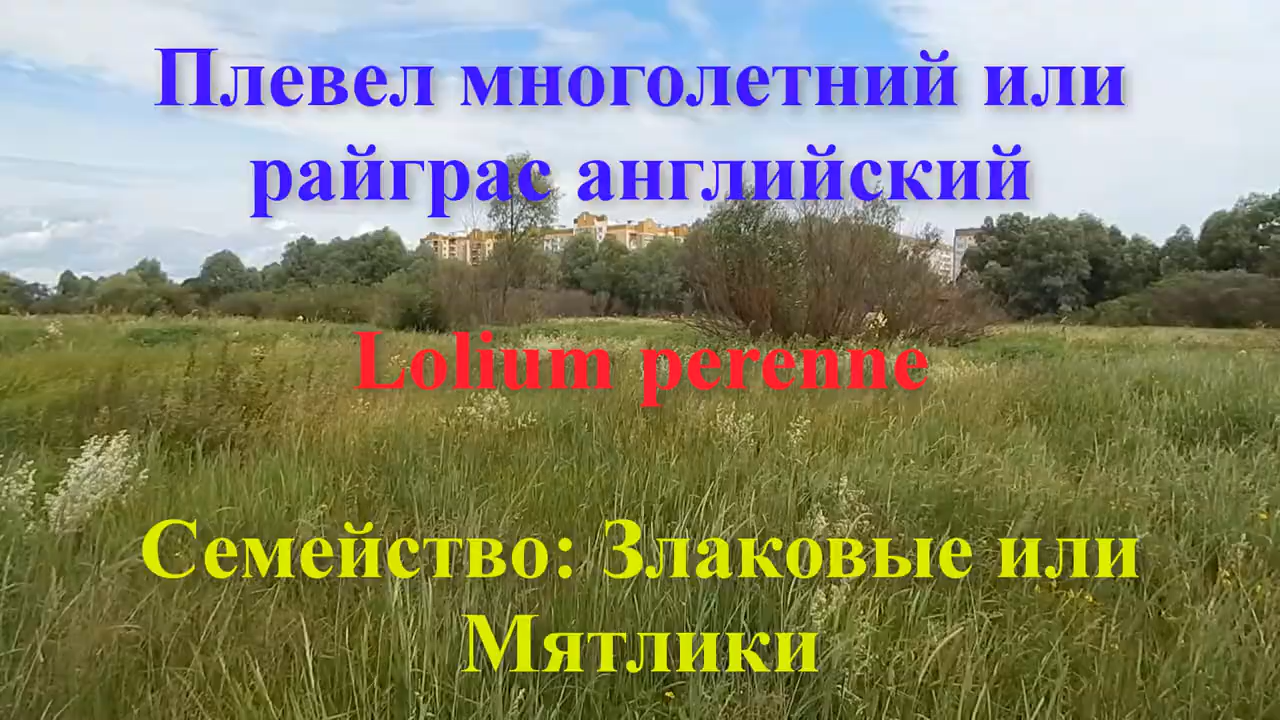 Плевел многолетний или
райграс английский
Lolium perenne
Семейство: Злаковые или
Мятлики